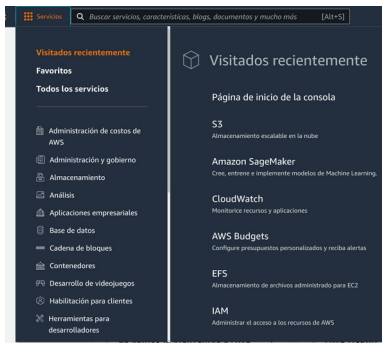 Servicios
Buscar servicios, características, blogs, documentos y mucho más
[Alt+S]
Visitados recientemente
Favoritos
Todos los servicios
Administración de costos de
AWS
Administración y gobierno
Almacenamiento
Análisis
Aplicaciones empresariales
Base de datos
Cadena de bloques
Contenedores
Desarrollo de videojuegos
Habilitación para clientes
Herramientas para
desarrolladores
Visitados recientemente
Página de inicio de la consola
S3
Almacenamiento escalable en la nube
Amazon SageMaker
Cree, entrene e implemente modelos de Machine Learning.
CloudWatch
Monitorice recursos y aplicaciones
AWS Budgets
Configure presupuestos personalizados y reciba alertas
EFS
Almacenamiento de archivos administrado para EC2
IAM
Administrar el acceso a los recursos de AWS